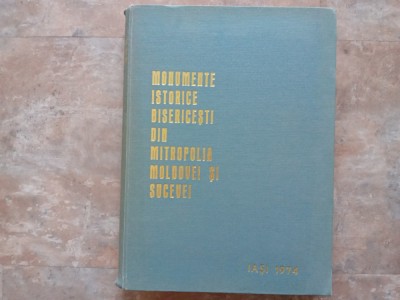 MONUMENTE
ISTORICE
BISERICEȘTI
DIN
MITROPOLIA
MOLDOVEI ȘI
SUCEVEI
IAȘI 1974